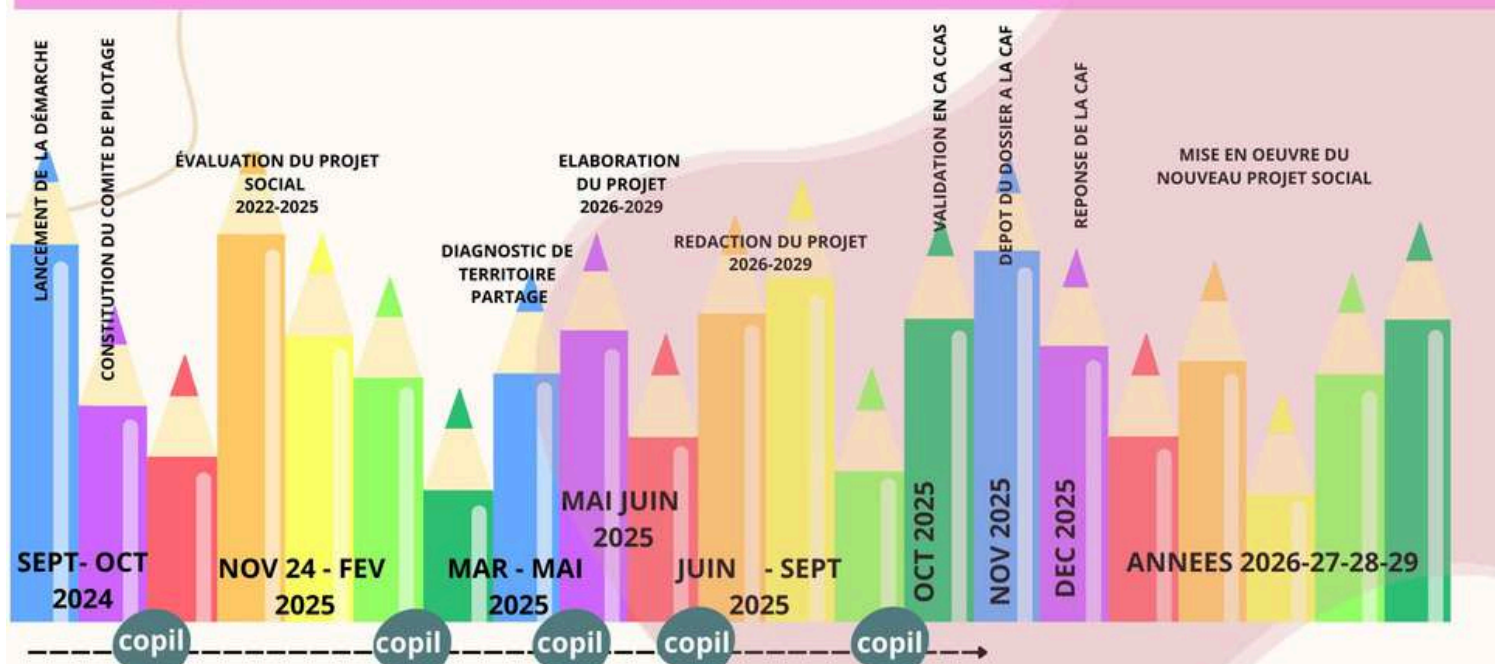 LANCEMENT DE LA DÉMARCHE
CONSTITUTION DU COMITE DE PILOTAGE
ÉVALUATION DU PROJET
SOCIAL
2022-2025
DIAGNOSTIC DE
TERRITOIRE
PARTAGE
ELABORATION
DU PROJET
2026-2029
REDACTION DU PROJET
2026-2029
VALIDATION EN CA CCAS
DEPOT DU DOSSIER A LA CAF
REPONSE DE LA CAF
MISE EN OEUVRE DU
NOUVEAU PROJET SOCIAL
SEPT- OCT
2024
NOV 24 - FEV
2025
MAR - MAI
2025
MAI JUIN
2025
JUIN - SEPT
2025
OCT 2025
NOV 2025
DEC 2025
ANNEES 2026-27-28-29
copil
copil
copil
copil
copil